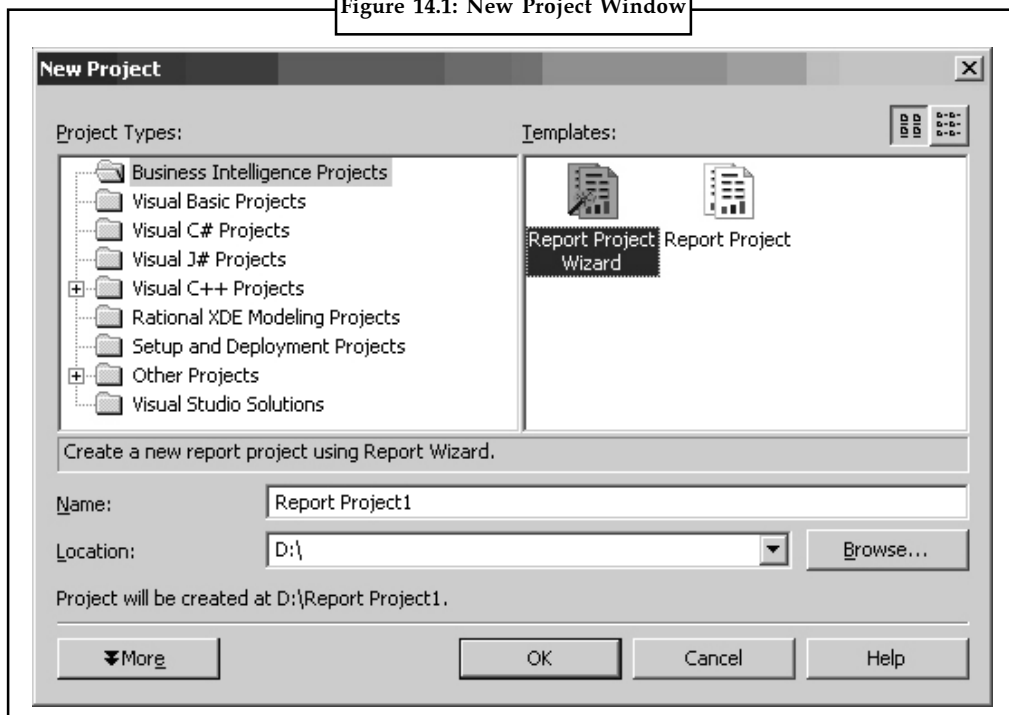 Figure 14.1: New Project Window
New Project
Project Types:
Templates:
Business Intelligence Projects
Visual Basic Projects
Visual C# Projects
Visual J# Projects
Visual C++ Projects
Rational XDE Modeling Projects
Setup and Deployment Projects
Other Projects
Visual Studio Solutions
Report Project
Wizard
Report Project
Create a new report project using Report Wizard.
Name:
Report Project1
Location:
D:\
Browse...
Project will be created at D:\Report Project1.
More
OK
Cancel
Help